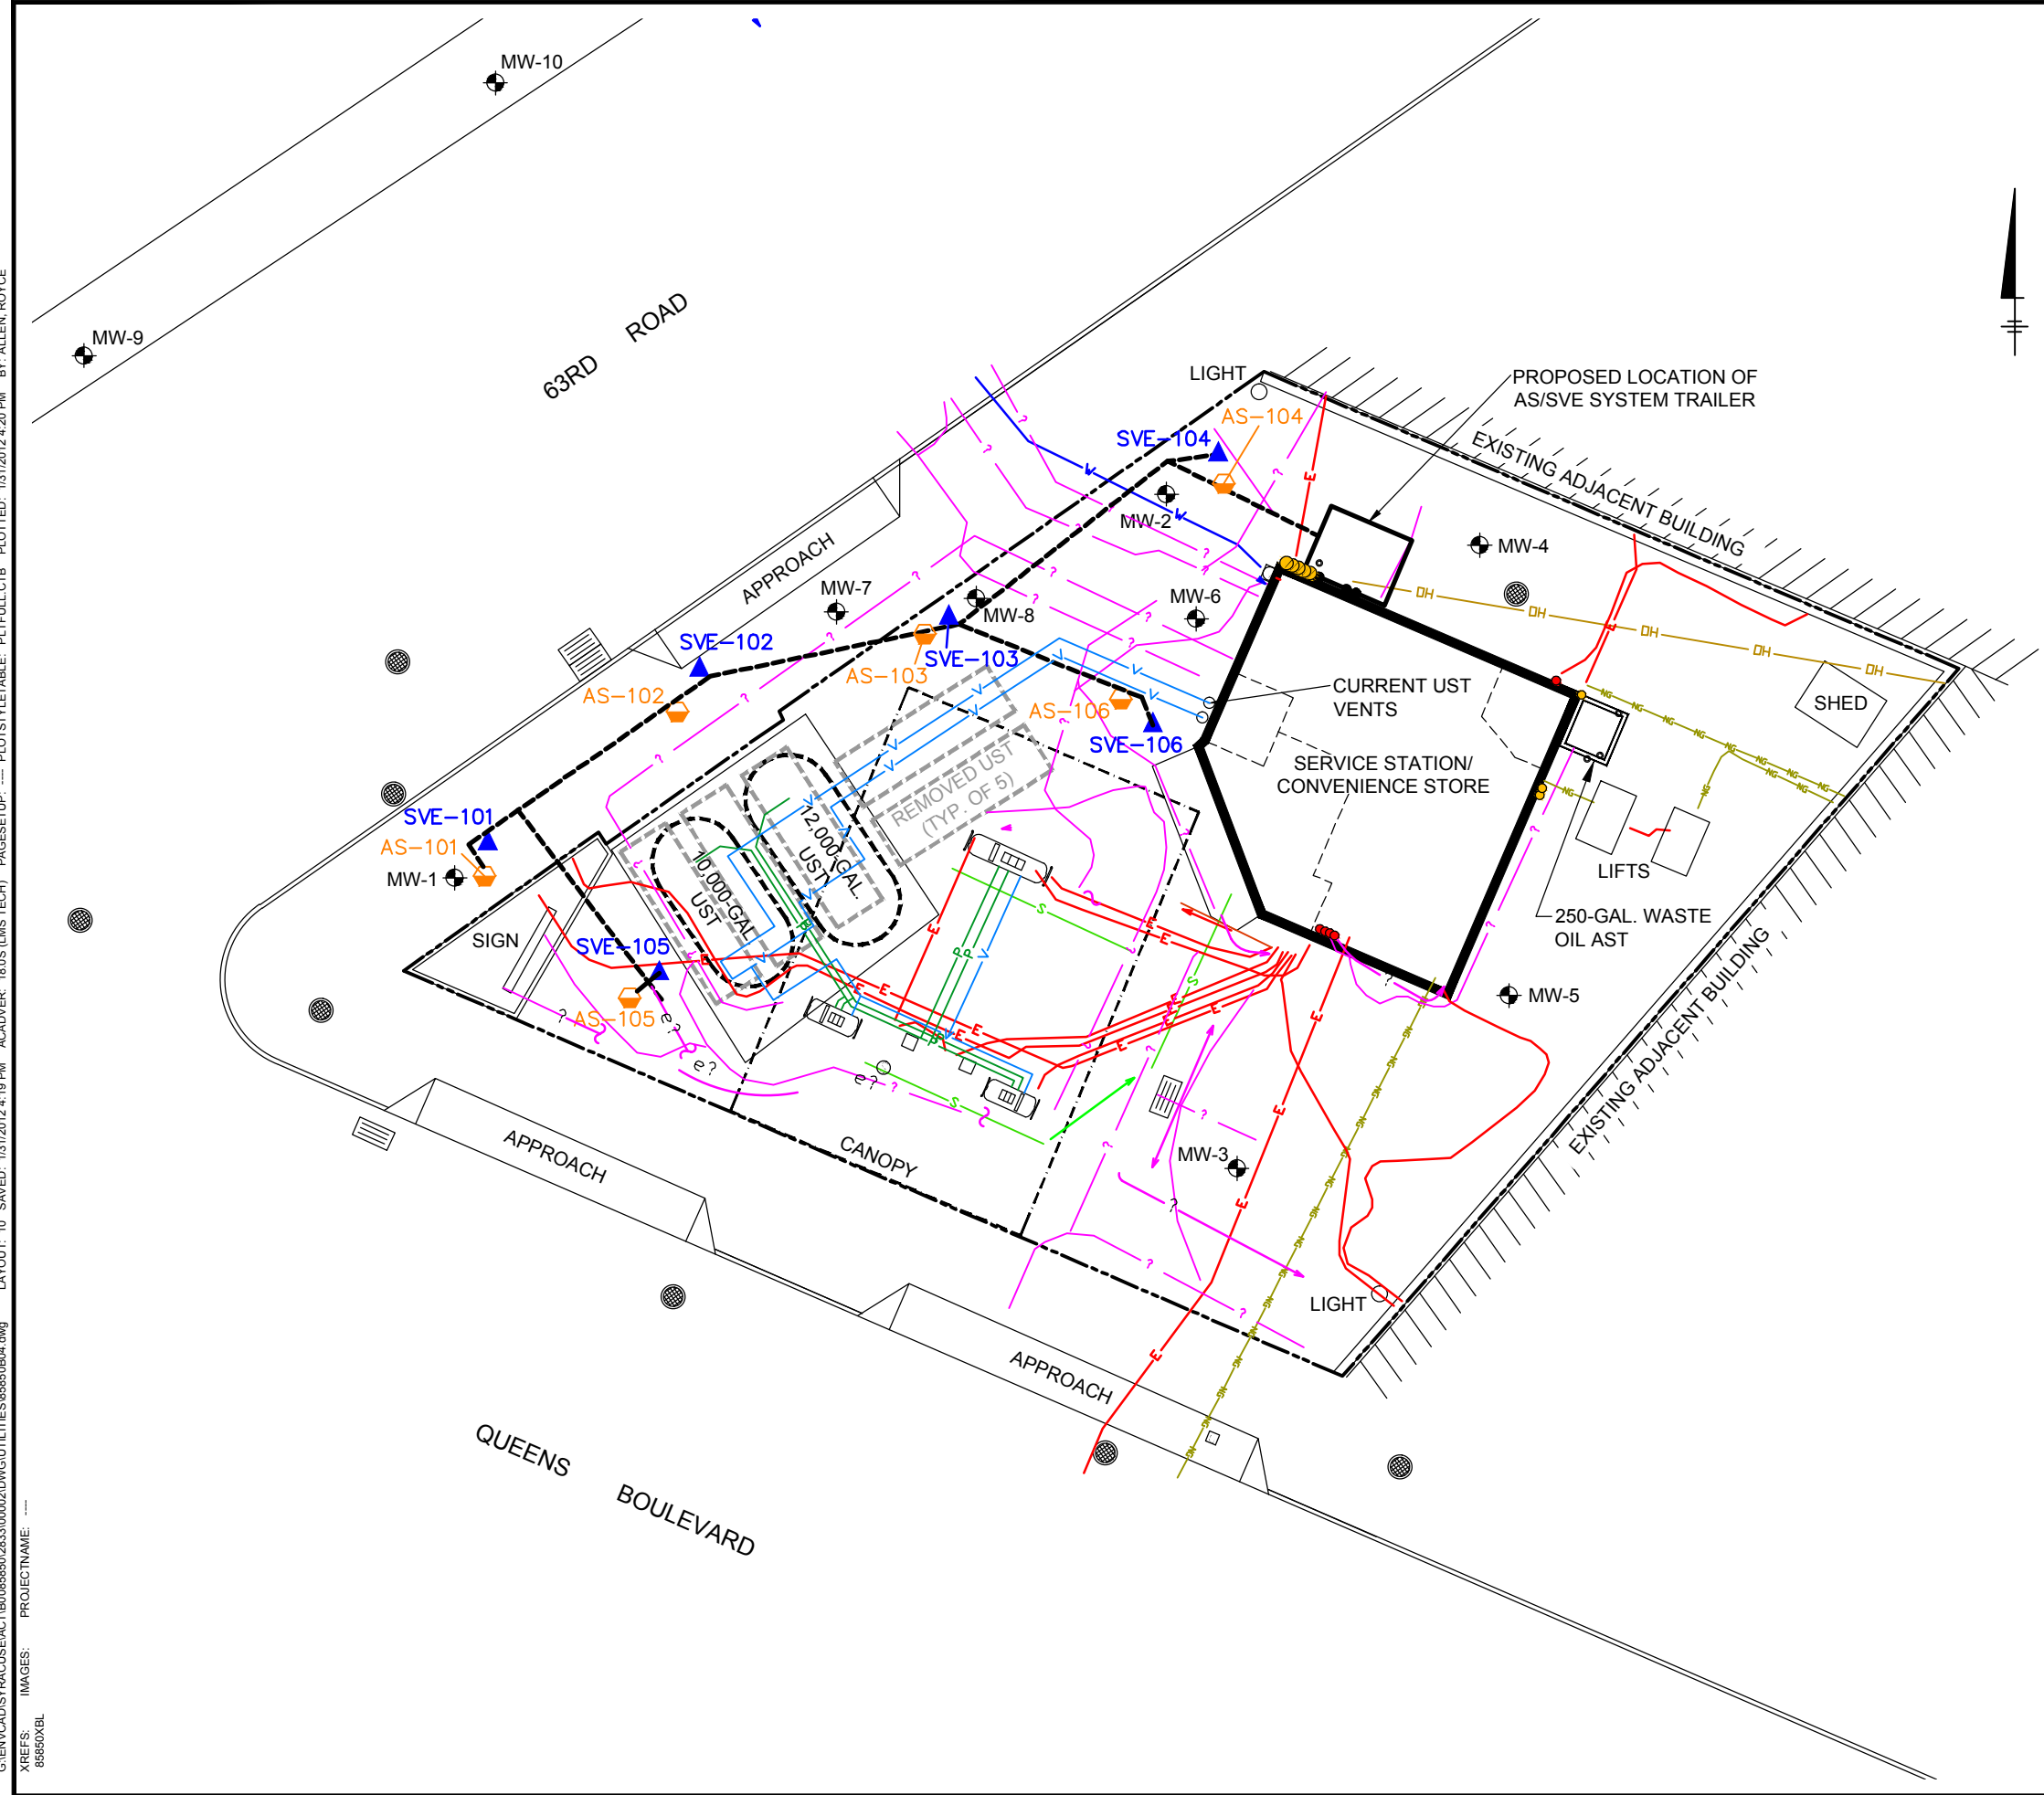 MW-10
MW-9
63RD ROAD
LIGHT
PROPOSED LOCATION OF
AS/SVE SYSTEM TRAILER
AS-104
SVE-104
EXISTING ADJACENT BUILDING
MW-2
MW-4
APPROACH
MW-7
MW-8
MW-6
SVE-102
SVE-103
AS-103
AS-102
AS-106
SVE-106
CURRENT UST
VENTS
SHED
REMOVED UST
(TYP. OF 5)
SERVICE STATION/
CONVENIENCE STORE
12,000-GAL.
UST
10,000-GAL.
UST
SVE-101
AS-101
MW-1
LIFTS
250-GAL. WASTE
OIL AST
SIGN
SVE-105
AS-105
MW-5
EXISTING ADJACENT BUILDING
APPROACH
CANOPY
MW-3
LIGHT
APPROACH
QUEENS BOULEVARD
XREFS: IMAGES: PROJECTNAME: ----
85850XBL